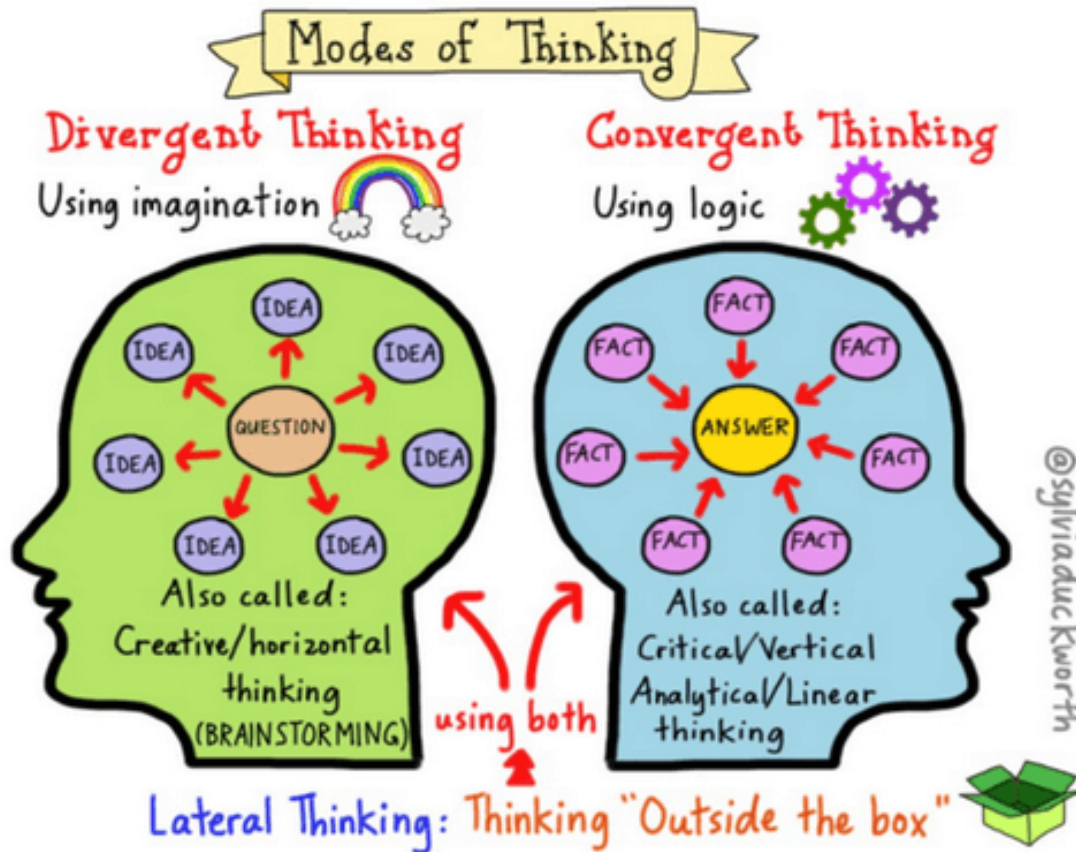 Modes of Thinking
Divergent Thinking
Using imagination
IDEA
IDEA
IDEA
IDEA
QUESTION
IDEA
IDEA
IDEA
Also called:
Creative/horizontal
thinking
(BRAINSTORMING)
Convergent Thinking
Using logic
FACT
FACT
FACT
FACT
ANSWER
FACT
FACT
FACT
Also called:
Critical/Vertical
Analytical/Linear
thinking
using both
Lateral Thinking: Thinking "Outside the box"
@sylviaduckworth